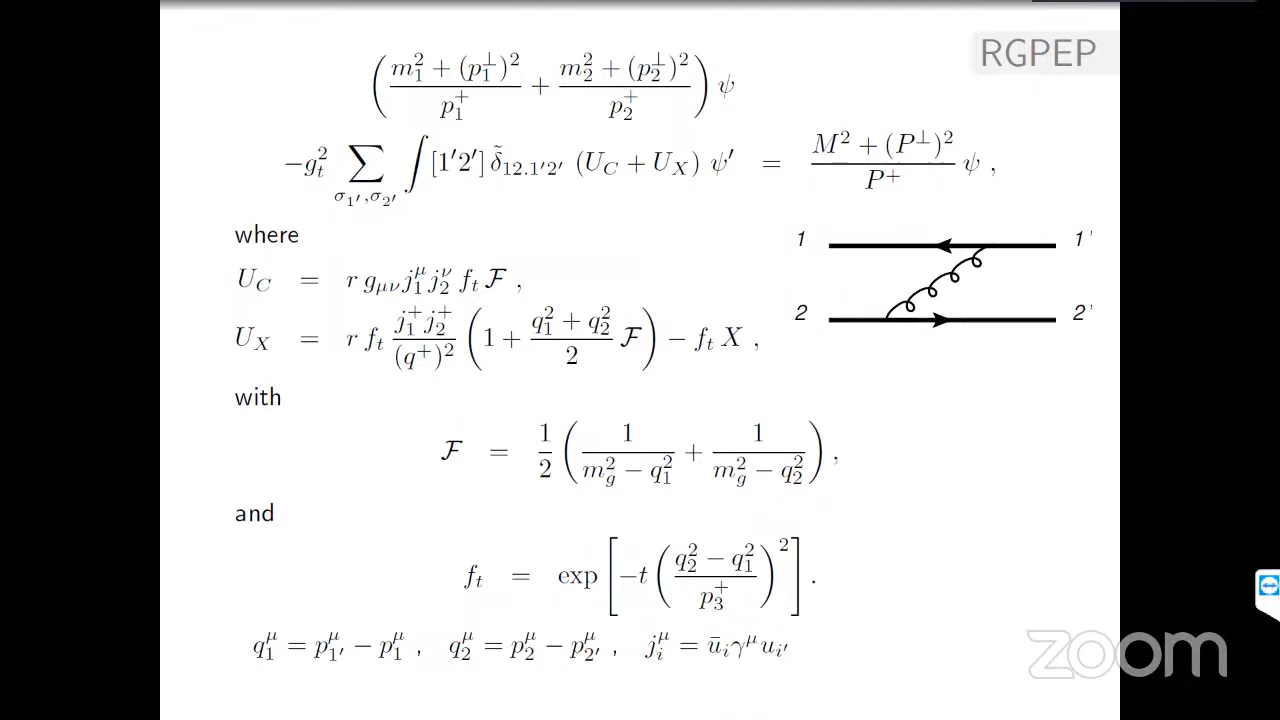 RGPEP
\left( \frac{m_1^2 + (p_1^\perp)^2}{p_1^+} + \frac{m_2^2 + (p_2^\perp)^2}{p_2^+} \right) \psi
-g_t^2 \sum_{\sigma_{1'}, \sigma_{2'}} \int [1'2'] \tilde{\delta}_{12.1'2'} (U_C + U_X) \psi' = \frac{M^2 + (P^\perp)^2}{P^+} \psi ,
where
U_C = r g_{\mu\nu} j_1^\mu j_2^\nu f_t \mathcal{F} ,
U_X = r f_t \frac{j_1^+ j_2^+}{(q^+)^2} \left( 1 + \frac{q_1^2 + q_2^2}{2} \mathcal{F} \right) - f_t X ,
1 1'
2 2'
with
\mathcal{F} = \frac{1}{2} \left( \frac{1}{m_g^2 - q_1^2} + \frac{1}{m_g^2 - q_2^2} \right) ,
and
f_t = \exp \left[ -t \left( \frac{q_2^2 - q_1^2}{p_3^+} \right)^2 \right] .
q_1^\mu = p_{1'}^\mu - p_1^\mu , q_2^\mu = p_2^\mu - p_{2'}^\mu , j_i^\mu = \bar{u}_i \gamma^\mu u_{i'}
zoom